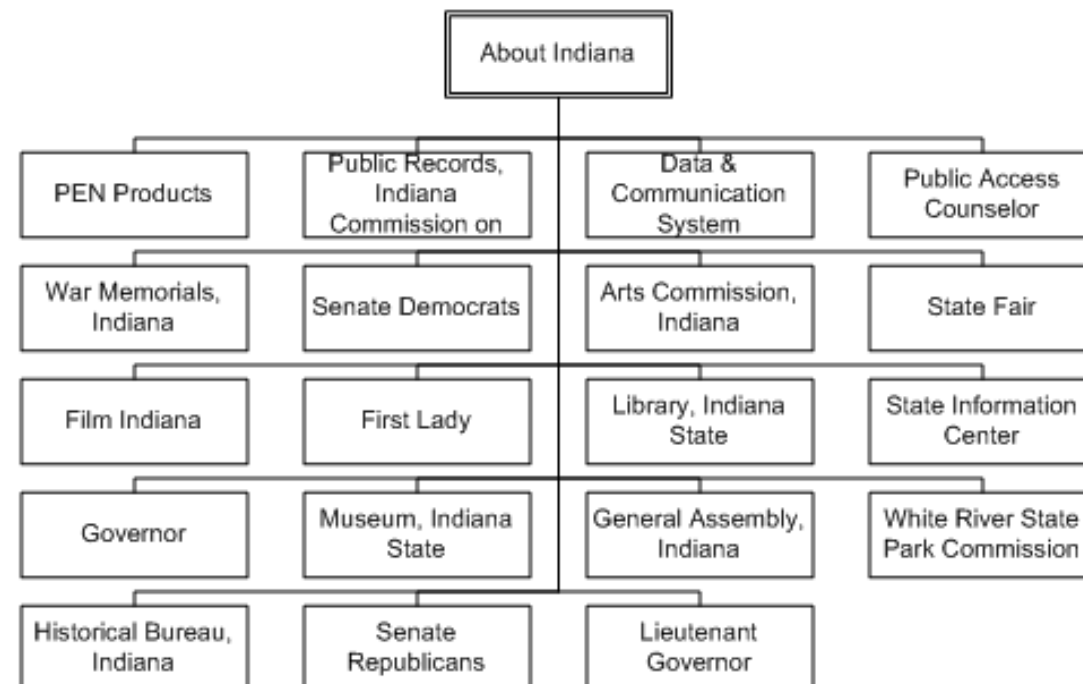 About Indiana
PEN Products
Public Records,
Indiana
Commission on
Data &
Communication
System
Public Access
Counselor
War Memorials,
Indiana
Senate Democrats
Arts Commission,
Indiana
State Fair
Film Indiana
First Lady
Library, Indiana
State
State Information
Center
Governor
Museum, Indiana
State
General Assembly,
Indiana
White River State
Park Commission
Historical Bureau,
Indiana
Senate
Republicans
Lieutenant
Governor